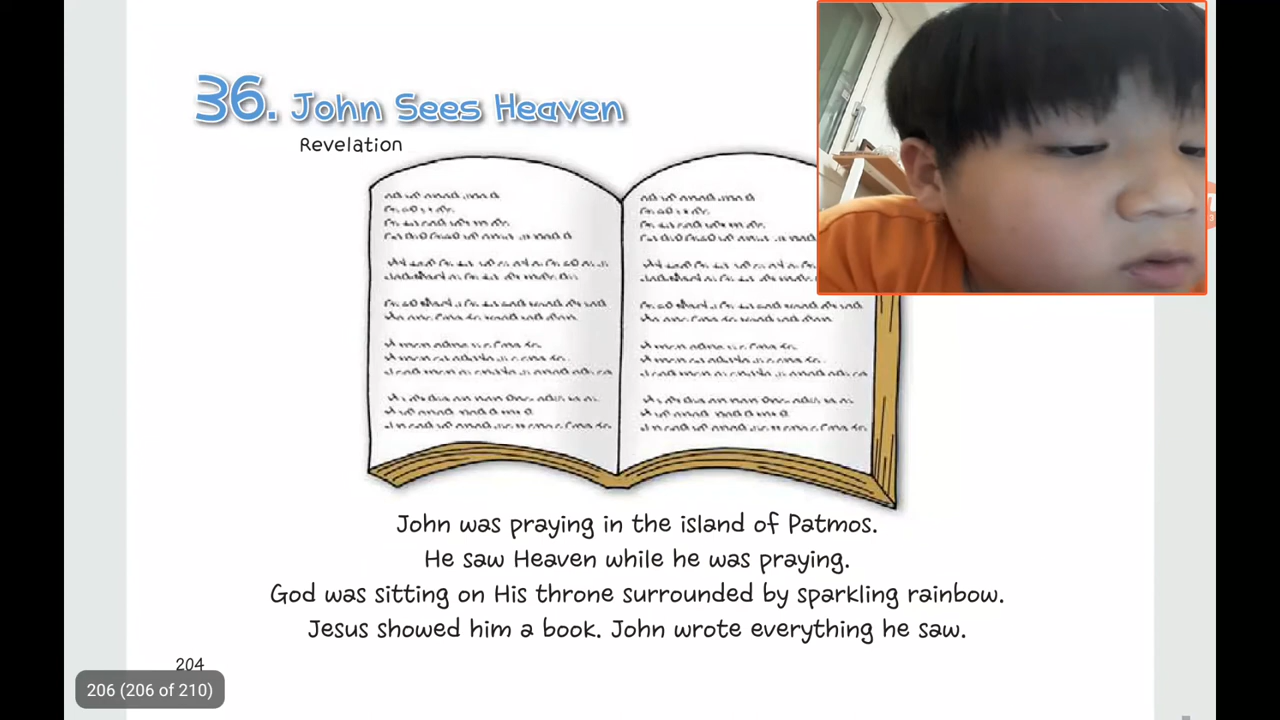 36. John Sees Heaven
Revelation
John was praying in the island of Patmos.
He saw Heaven while he was praying.
God was sitting on His throne surrounded by sparkling rainbow.
Jesus showed him a book. John wrote everything he saw.
204
206 (206 of 210)